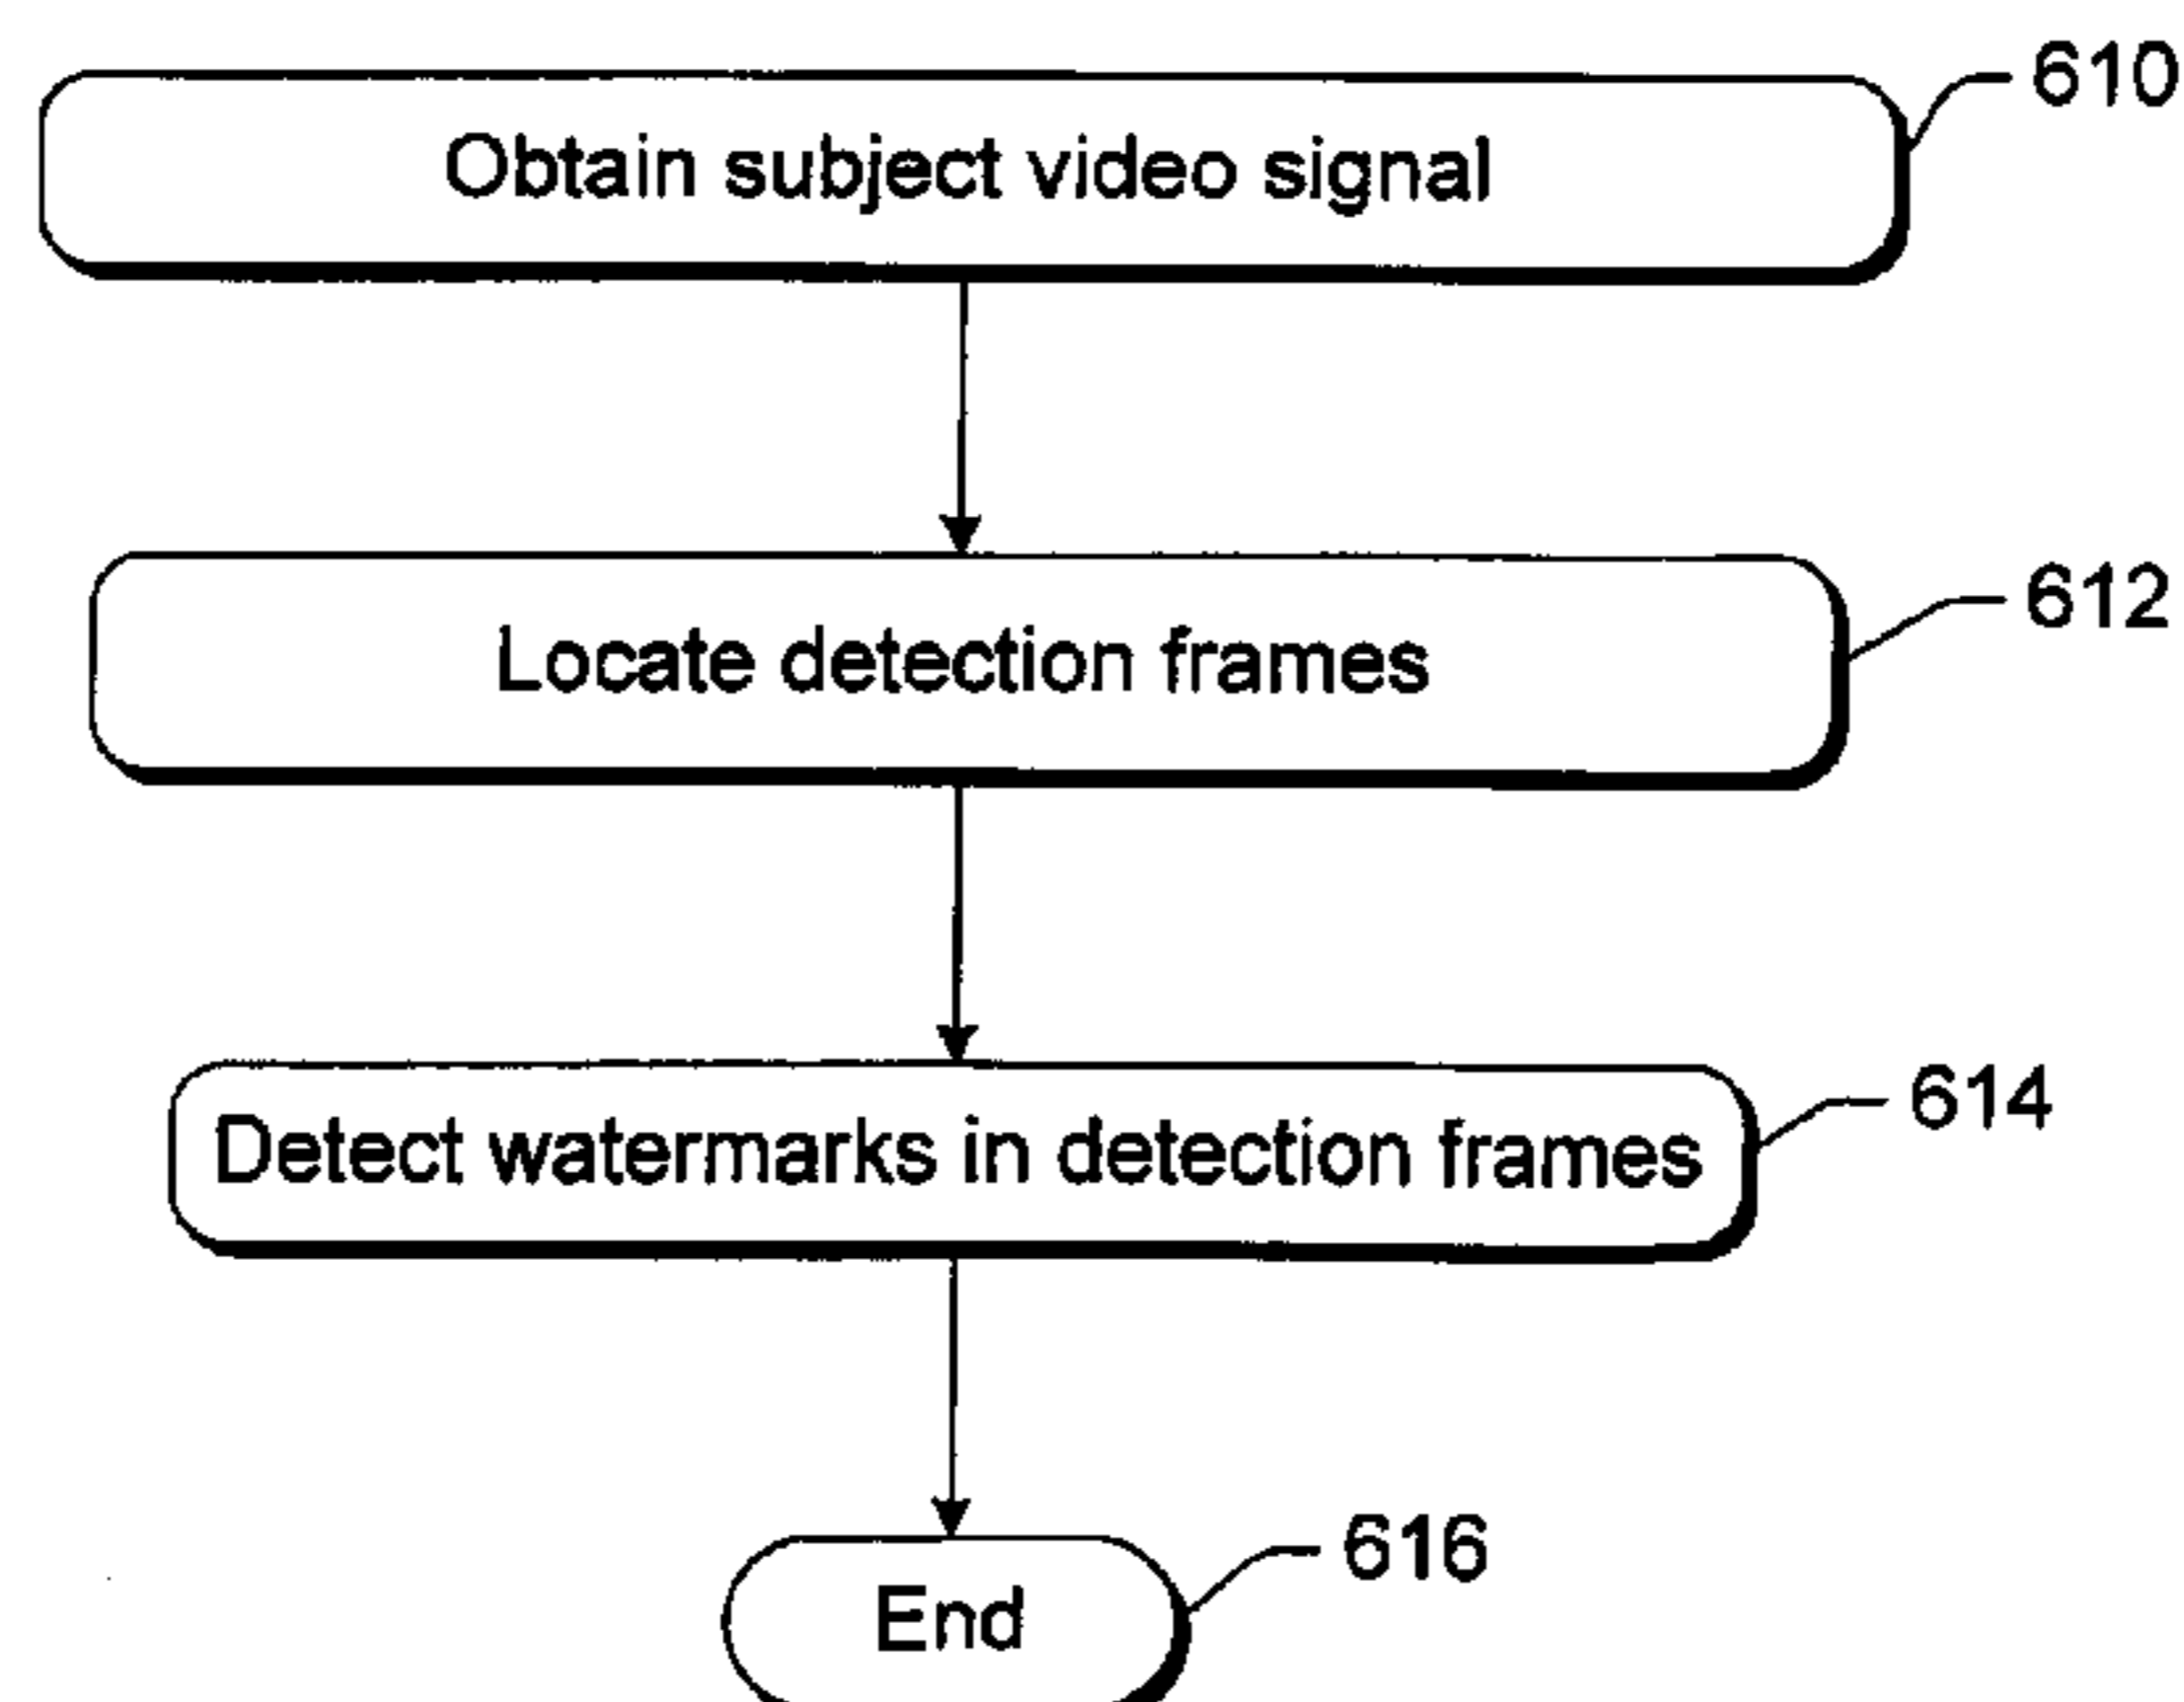 610
Obtain subject video signal
612
Locate detection frames
614
Detect watermarks in detection frames
616
End